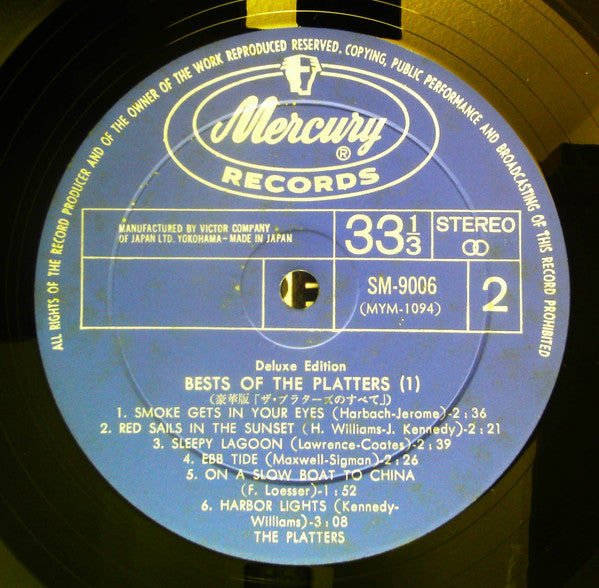 ALL RIGHTS OF THE RECORD PRODUCER AND OF THE OWNER OF THE WORK REPRODUCED RESERVED. COPYING, PUBLIC PERFORMANCE AND BROADCASTING OF THIS RECORD PROHIBITED
Mercury ®
RECORDS
MANUFACTURED BY VICTOR COMPANY
OF JAPAN LTD. YOKOHAMA-MADE IN JAPAN
33 1/3
STEREO
SM-9006
(MYM-1094)
2
Deluxe Edition
BESTS OF THE PLATTERS (1)
(豪華版「ザ・プラターズのすべて」)
1. SMOKE GETS IN YOUR EYES (Harbach-Jerome)-2:36
2. RED SAILS IN THE SUNSET (H. Williams-J. Kennedy)-2:21
3. SLEEPY LAGOON (Lawrence-Coates)-2:39
4. EBB TIDE (Maxwell-Sigman)-2:26
5. ON A SLOW BOAT TO CHINA
(F. Loesser)-1:52
6. HARBOR LIGHTS (Kennedy-
Williams)-3:08
THE PLATTERS